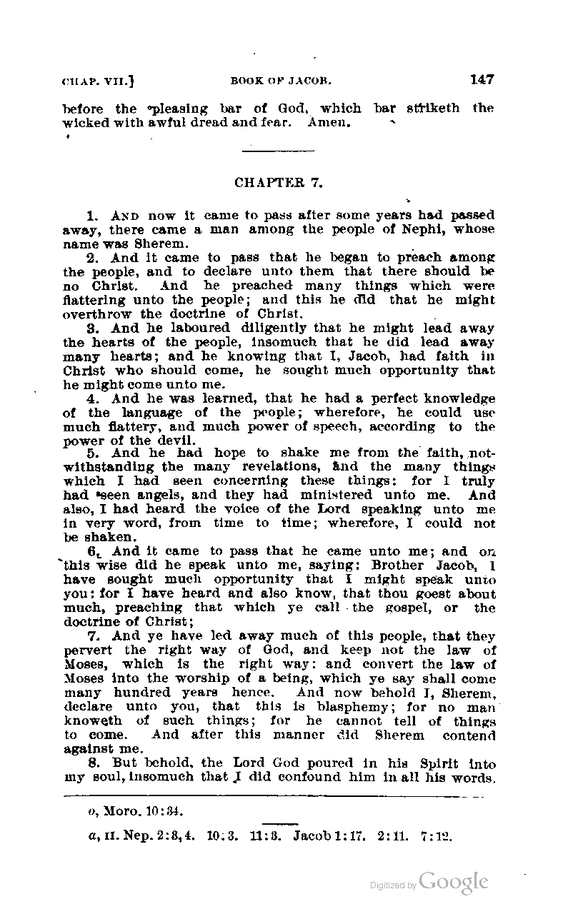 CHAP. VII.] BOOK OF JACOB. 147
before the ᵒpleasing bar of God, which bar striketh the
wicked with awful dread and fear. Amen.
CHAPTER 7.
1. AND now it came to pass after some years had passed
away, there came a man among the people of Nephi, whose
name was Sherem.
2. And it came to pass that he began to preach among
the people, and to declare unto them that there should be
no Christ. And he preached many things which were
flattering unto the people; and this he did that he might
overthrow the doctrine of Christ.
3. And he laboured diligently that he might lead away
the hearts of the people, insomuch that he did lead away
many hearts; and he knowing that I, Jacob, had faith in
Christ who should come, he sought much opportunity that
he might come unto me.
4. And he was learned, that he had a perfect knowledge
of the language of the people; wherefore, he could use
much flattery, and much power of speech, according to the
power of the devil.
5. And he had hope to shake me from the faith, not-
withstanding the many revelations, and the many things
which I had seen concerning these things: for I truly
had ᵃseen angels, and they had ministered unto me. And
also, I had heard the voice of the Lord speaking unto me
in very word, from time to time; wherefore, I could not
be shaken.
6. And it came to pass that he came unto me; and on
this wise did he speak unto me, saying: Brother Jacob, I
have sought much opportunity that I might speak unto
you: for I have heard and also know, that thou goest about
much, preaching that which ye call the gospel, or the
doctrine of Christ;
7. And ye have led away much of this people, that they
pervert the right way of God, and keep not the law of
Moses, which is the right way: and convert the law of
Moses into the worship of a being, which ye say shall come
many hundred years hence. And now behold I, Sherem,
declare unto you, that this is blasphemy; for no man
knoweth of such things; for he cannot tell of things
to come. And after this manner did Sherem contend
against me.
8. But behold, the Lord God poured in his Spirit into
my soul, insomuch that I did confound him in all his words.
o, Moro. 10:34.
a, II. Nep. 2:3,4. 10:3. 11:3. Jacob 1:17. 2:11. 7:12.
Digitized by Google